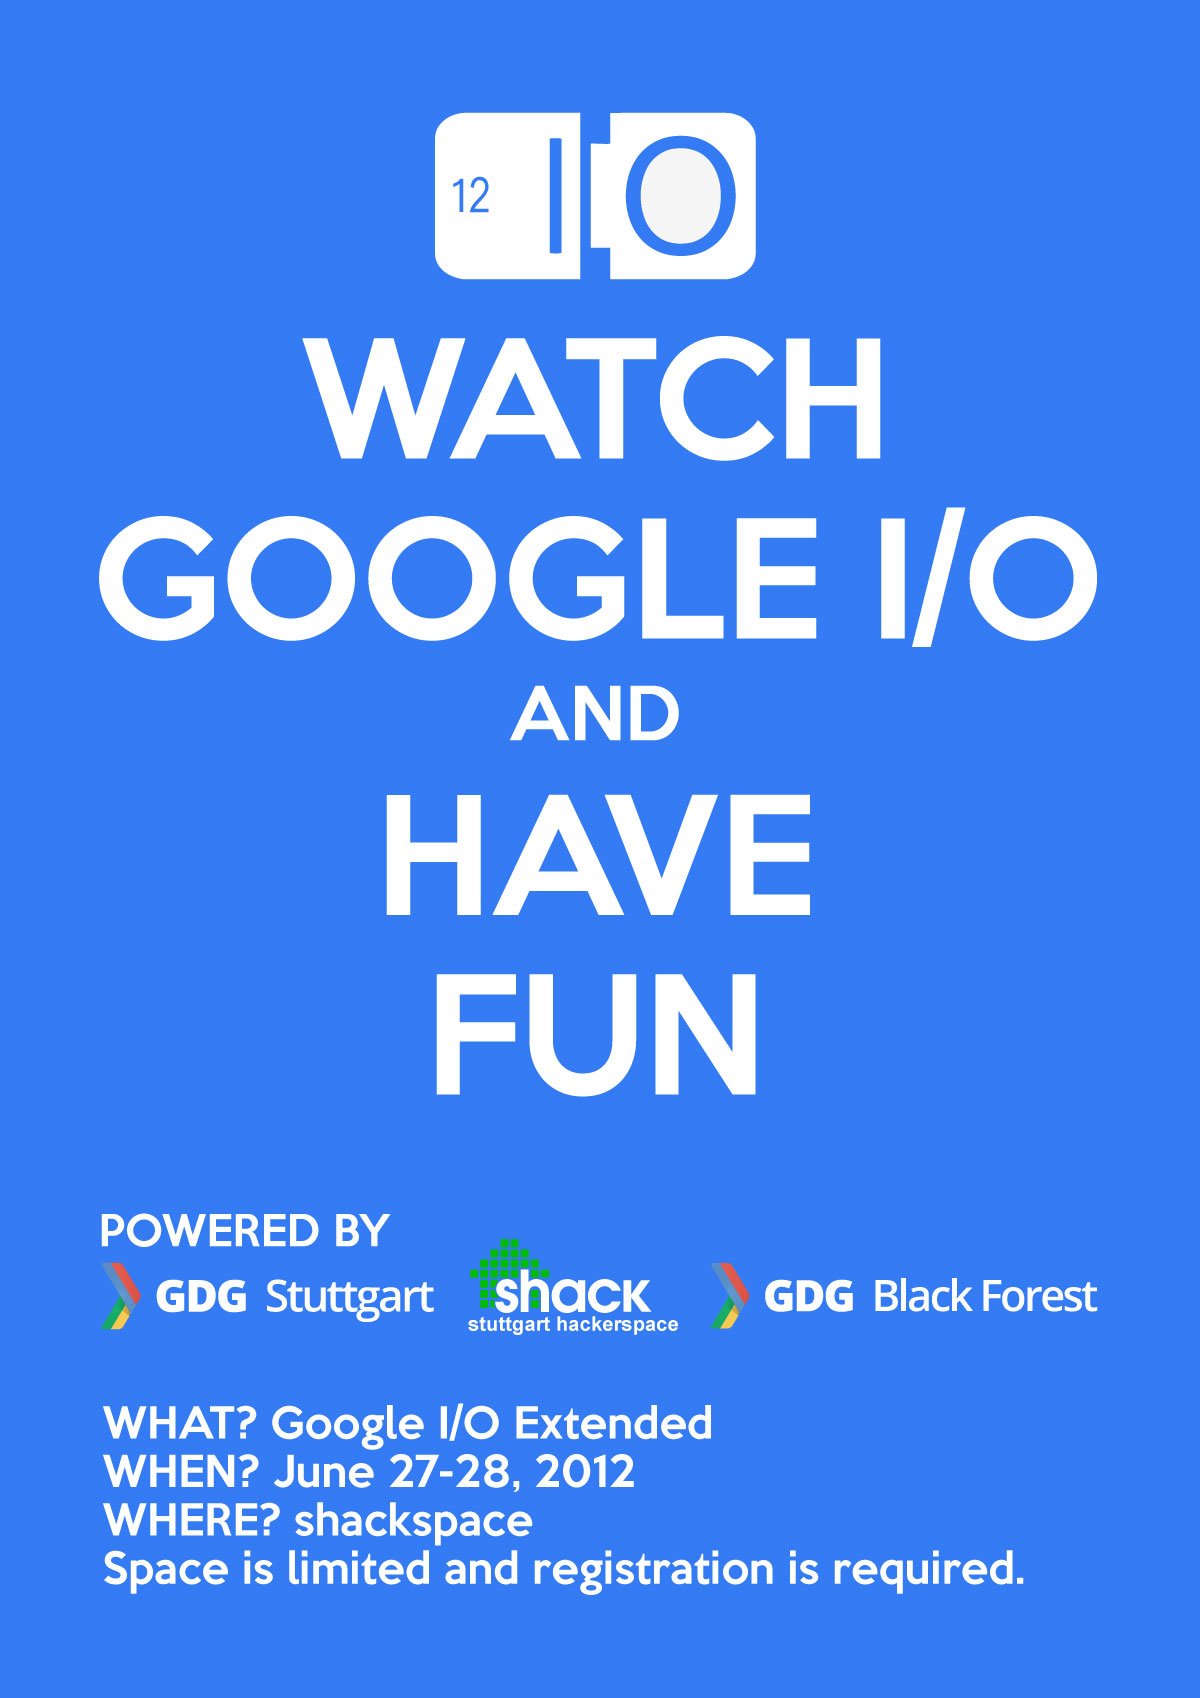 12 IO
WATCH
GOOGLE I/O
AND
HAVE
FUN
POWERED BY
GDG Stuttgart
shack
stuttgart hackerspace
GDG Black Forest
WHAT? Google I/O Extended
WHEN? June 27-28, 2012
WHERE? shackspace
Space is limited and registration is required.